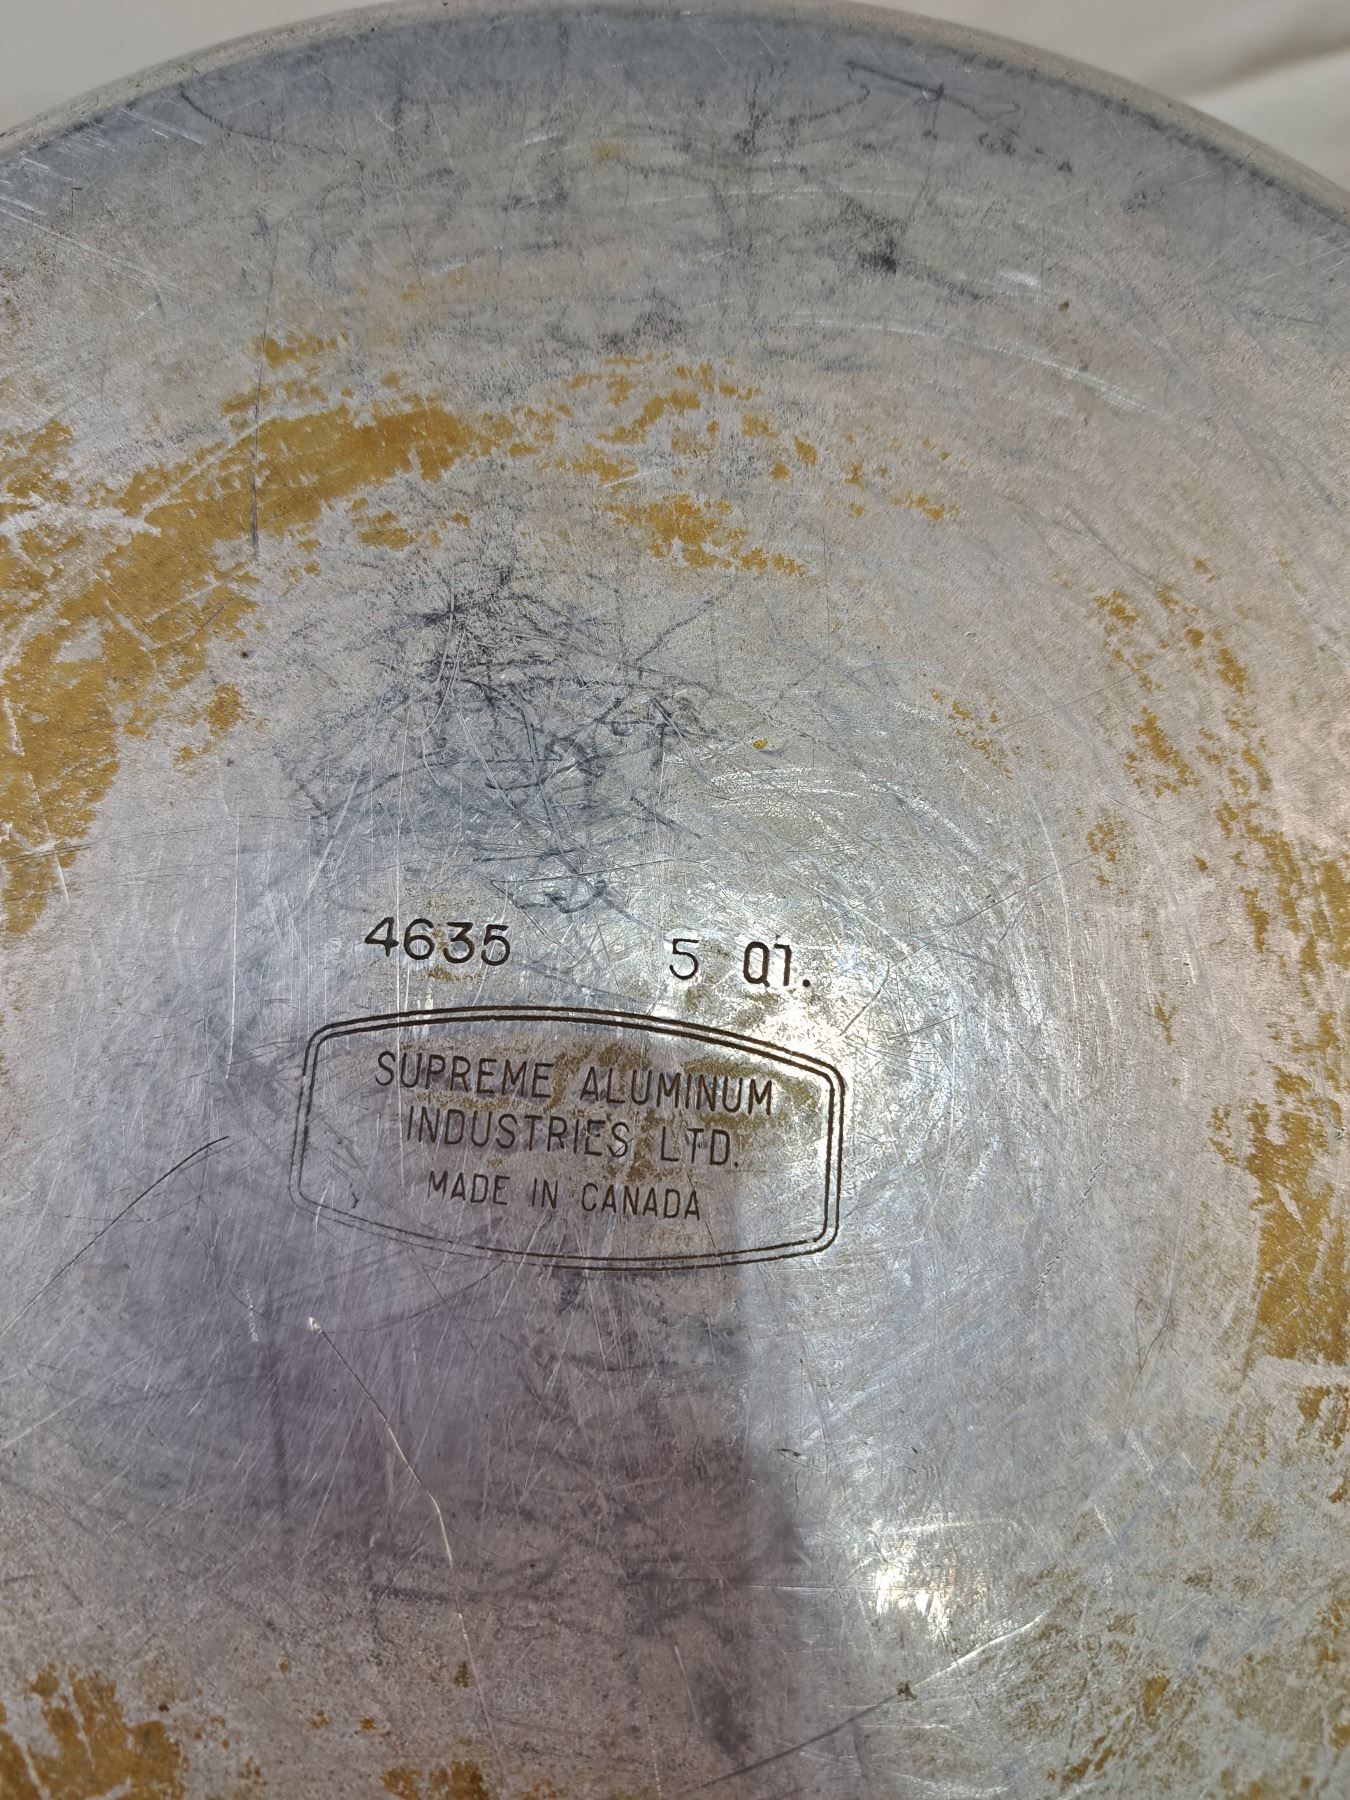 4635 5 QT.
SUPREME ALUMINUM
INDUSTRIES LTD.
MADE IN CANADA